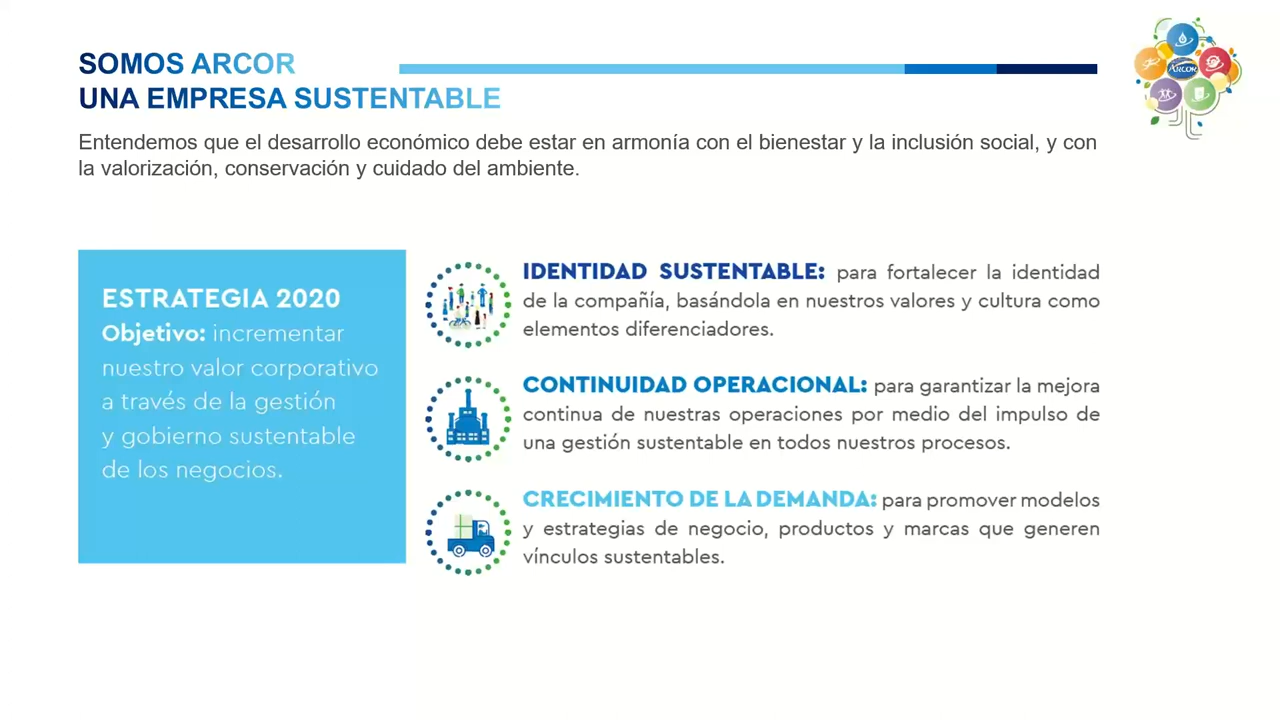 SOMOS ARCOR
UNA EMPRESA SUSTENTABLE
ARCOR
Entendemos que el desarrollo económico debe estar en armonía con el bienestar y la inclusión social, y con
la valorización, conservación y cuidado del ambiente.
ESTRATEGIA 2020
Objetivo: incrementar
nuestro valor corporativo
a través de la gestión
y gobierno sustentable
de los negocios.
IDENTIDAD SUSTENTABLE: para fortalecer la identidad
de la compañía, basándola en nuestros valores y cultura como
elementos diferenciadores.
CONTINUIDAD OPERACIONAL: para garantizar la mejora
continua de nuestras operaciones por medio del impulso de
una gestión sustentable en todos nuestros procesos.
CRECIMIENTO DE LA DEMANDA: para promover modelos
y estrategias de negocio, productos y marcas que generen
vínculos sustentables.